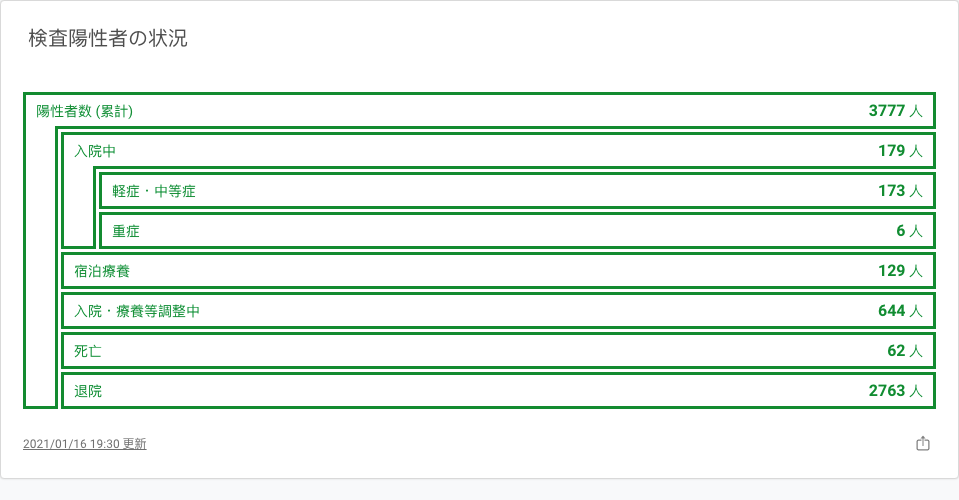 検査陽性者の状況
陽性者数 (累計) 3777 人
入院中 179 人
軽症・中等症 173 人
重症 6 人
宿泊療養 129 人
入院・療養等調整中 644 人
死亡 62 人
退院 2763 人
2021/01/16 19:30 更新